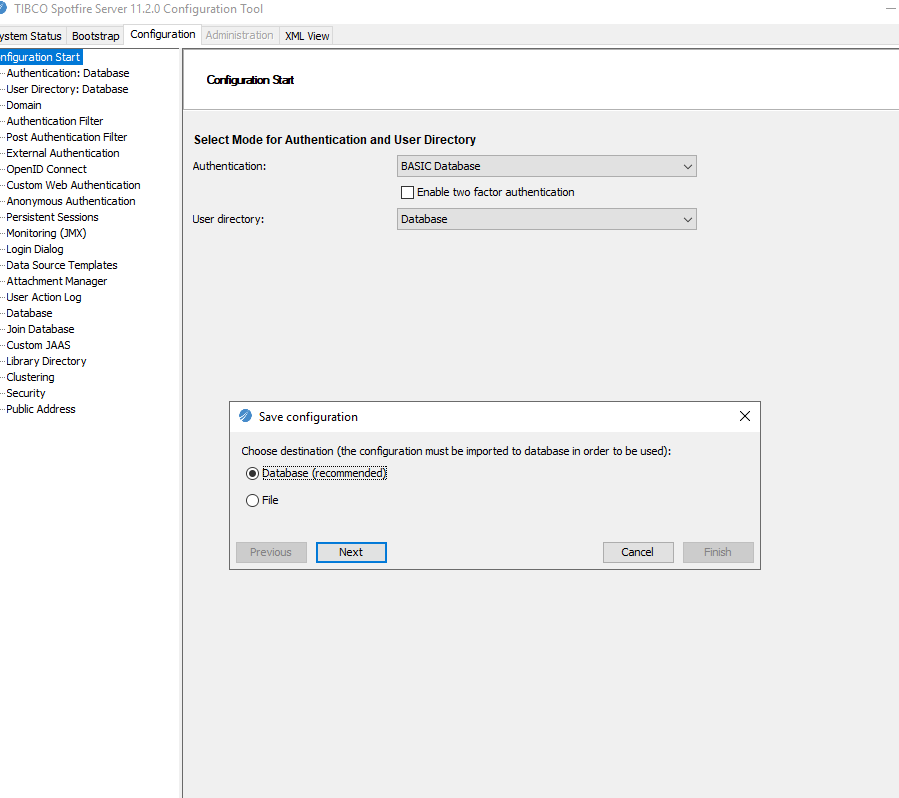 TIBCO Spotfire Server 11.2.0 Configuration Tool
ystem Status Bootstrap Configuration Administration XML View
nfiguration Start
Authentication: Database
User Directory: Database
Domain
Authentication Filter
Post Authentication Filter
External Authentication
OpenID Connect
Custom Web Authentication
Anonymous Authentication
Persistent Sessions
Monitoring (JMX)
Login Dialog
Data Source Templates
Attachment Manager
User Action Log
Database
Join Database
Custom JAAS
Library Directory
Clustering
Security
Public Address
Configuration Start
Select Mode for Authentication and User Directory
Authentication: BASIC Database
Enable two factor authentication
User directory: Database
Save configuration
Choose destination (the configuration must be imported to database in order to be used):
Database (recommended)
File
Previous Next Cancel Finish